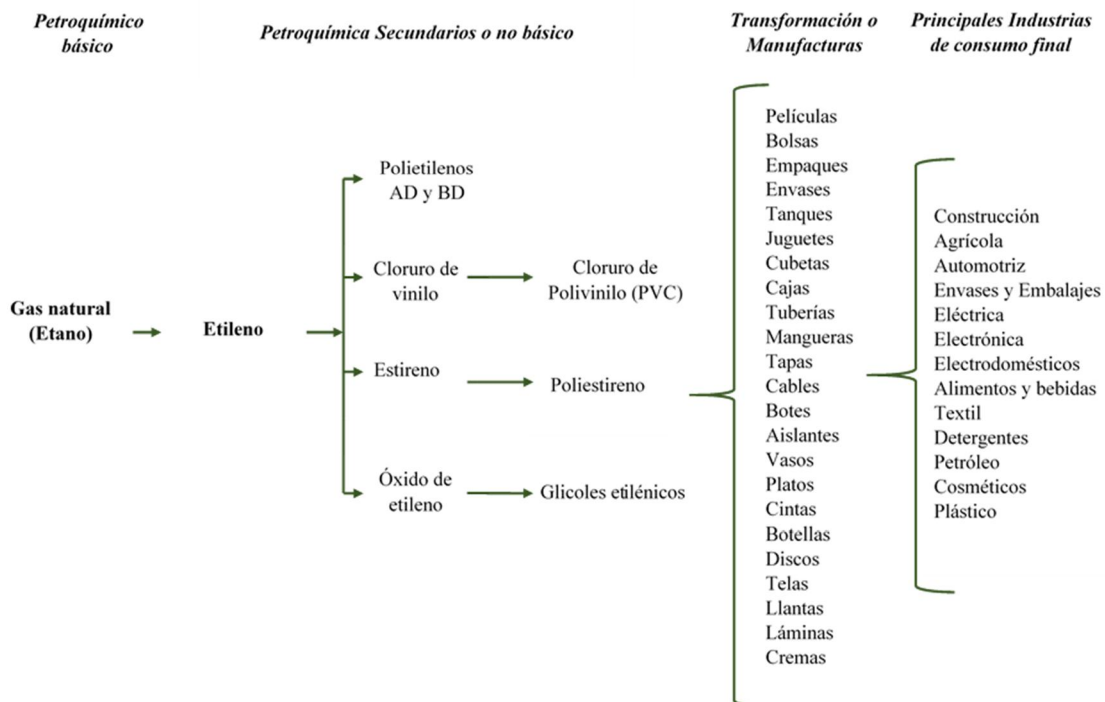 Petroquímico
básico
Petroquímica Secundarios o no básico
Transformación o
Manufacturas
Principales Industrias
de consumo final
Gas natural
(Etano)
Etileno
Polietilenos
AD y BD
Cloruro de
vinilo
Cloruro de
Polivinilo (PVC)
Estireno
Poliestireno
Óxido de
etileno
Glicoles etilénicos
Películas
Bolsas
Empaques
Envases
Tanques
Juguetes
Cubetas
Cajas
Tuberías
Mangueras
Tapas
Cables
Botes
Aislantes
Vasos
Platos
Cintas
Botellas
Discos
Telas
Llantas
Láminas
Cremas
Construcción
Agrícola
Automotriz
Envases y Embalajes
Eléctrica
Electrónica
Electrodomésticos
Alimentos y bebidas
Textil
Detergentes
Petróleo
Cosméticos
Plástico